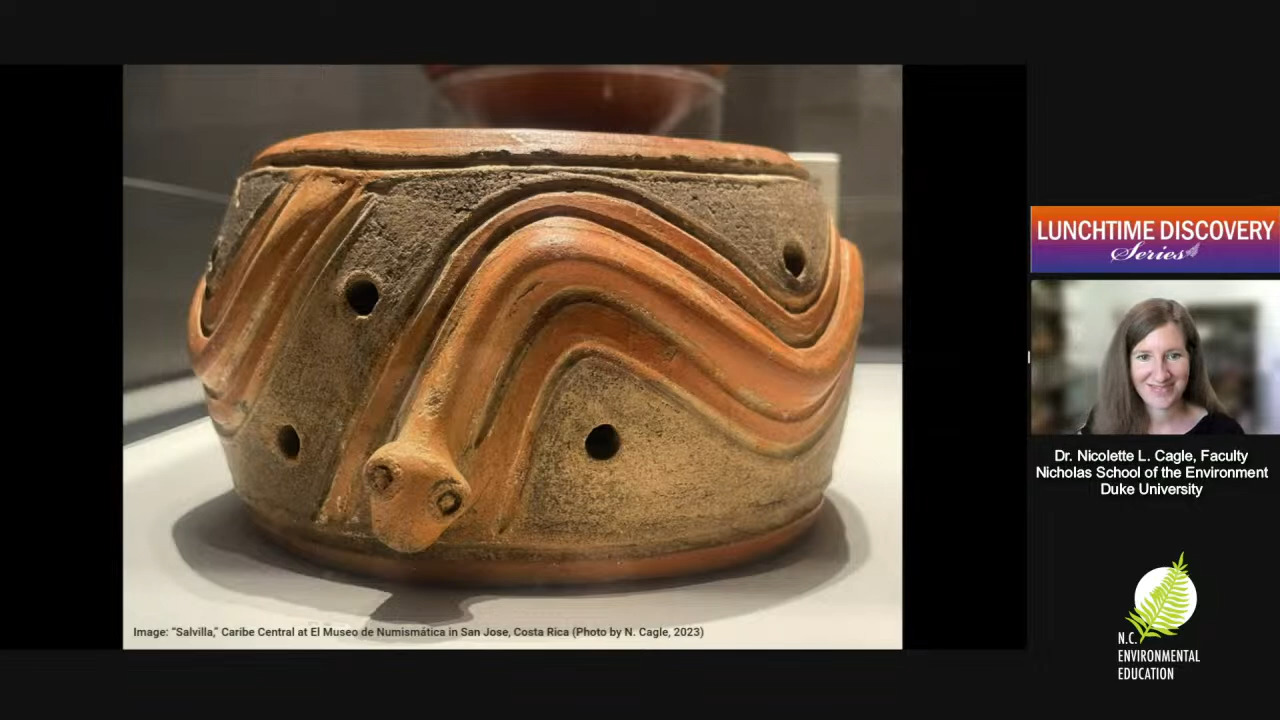 Image: “Salvilla,” Caribe Central at El Museo de Numismática in San Jose, Costa Rica (Photo by N. Cagle, 2023)
LUNCHTIME DISCOVERY
Series
Dr. Nicolette L. Cagle, Faculty
Nicholas School of the Environment
Duke University
N.C.
ENVIRONMENTAL
EDUCATION